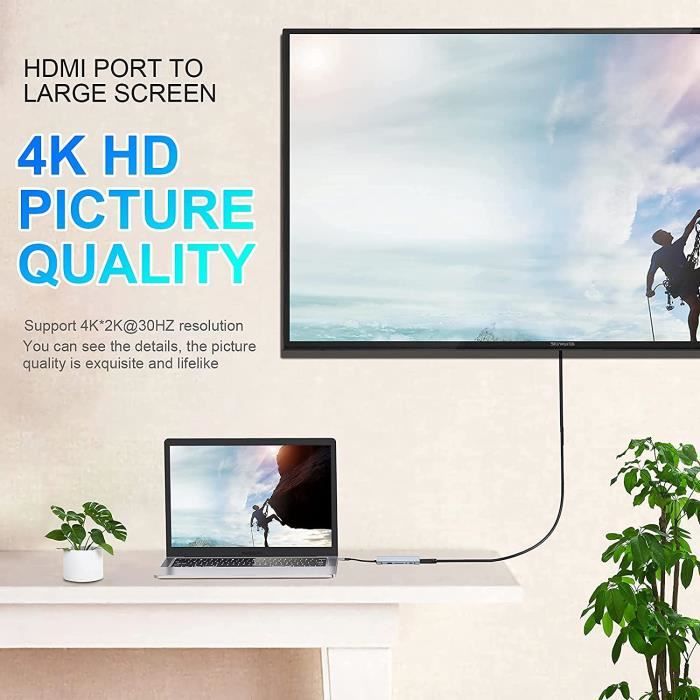 HDMI PORT TO
LARGE SCREEN
4K HD
PICTURE
QUALITY
Support 4K*2K@30HZ resolution
You can see the details, the picture
quality is exquisite and lifelike